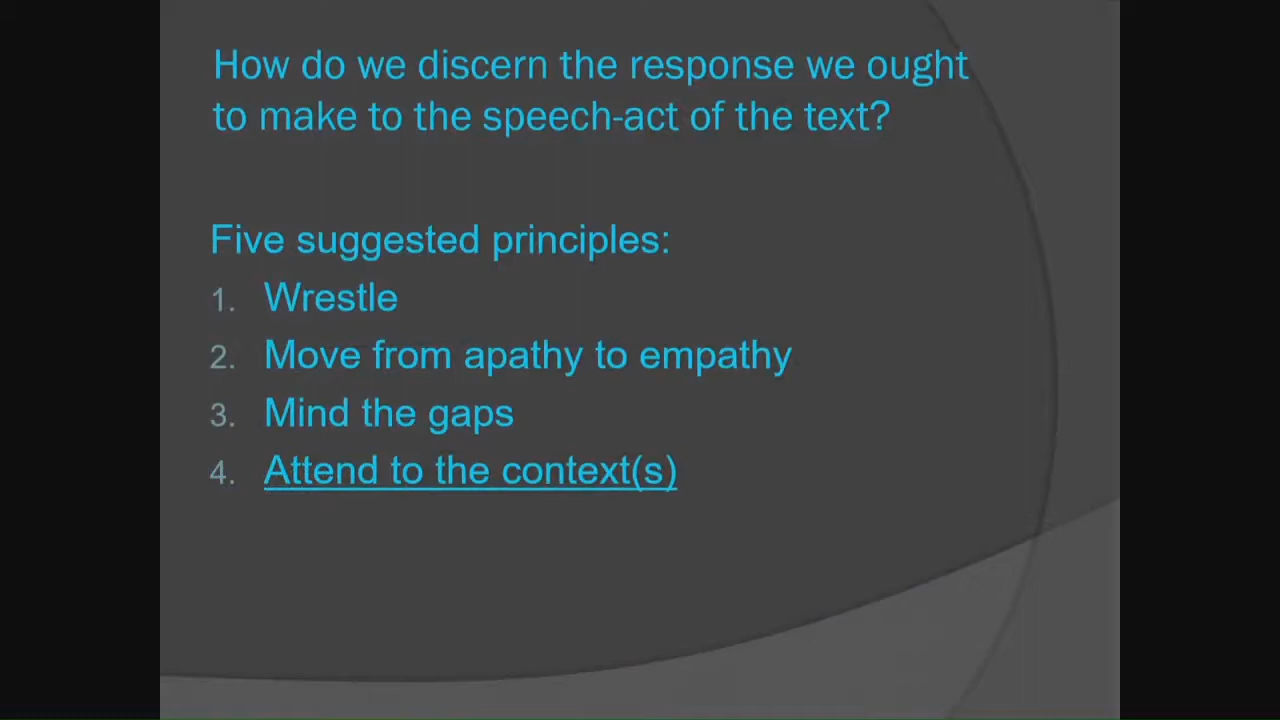 How do we discern the response we ought
to make to the speech-act of the text?
Five suggested principles:
1. Wrestle
2. Move from apathy to empathy
3. Mind the gaps
4. Attend to the context(s)